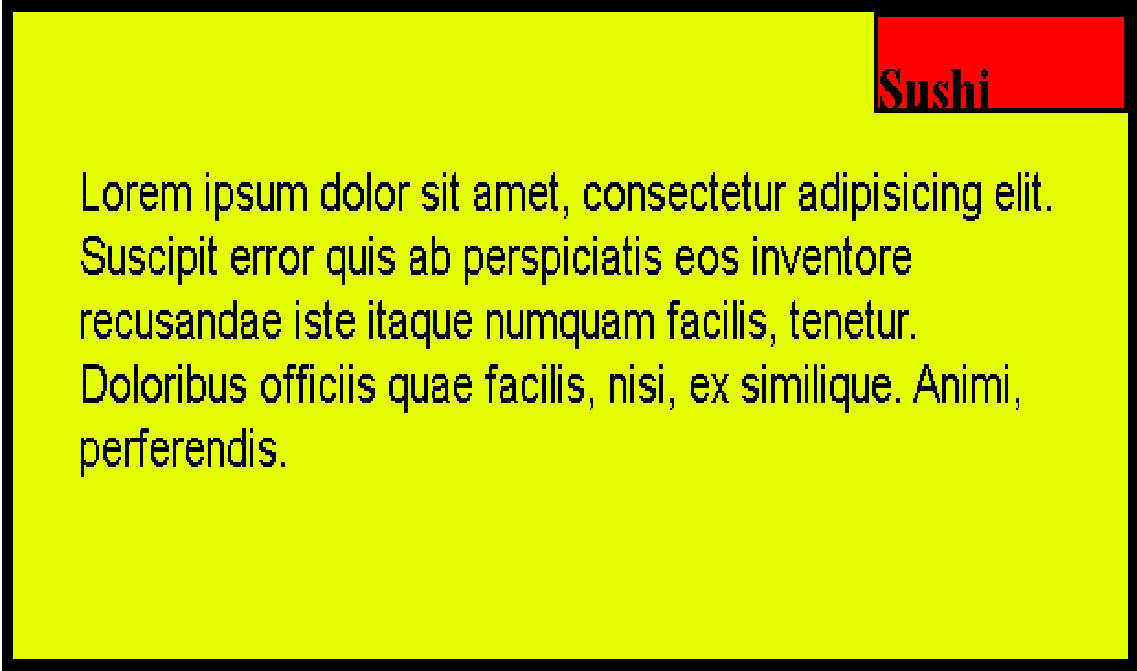 Sushi
Lorem ipsum dolor sit amet, consectetur adipisicing elit.
Suscipit error quis ab perspiciatis eos inventore
recusandae iste itaque numquam facilis, tenetur.
Doloribus officiis quae facilis, nisi, ex similique. Animi,
perferendis.